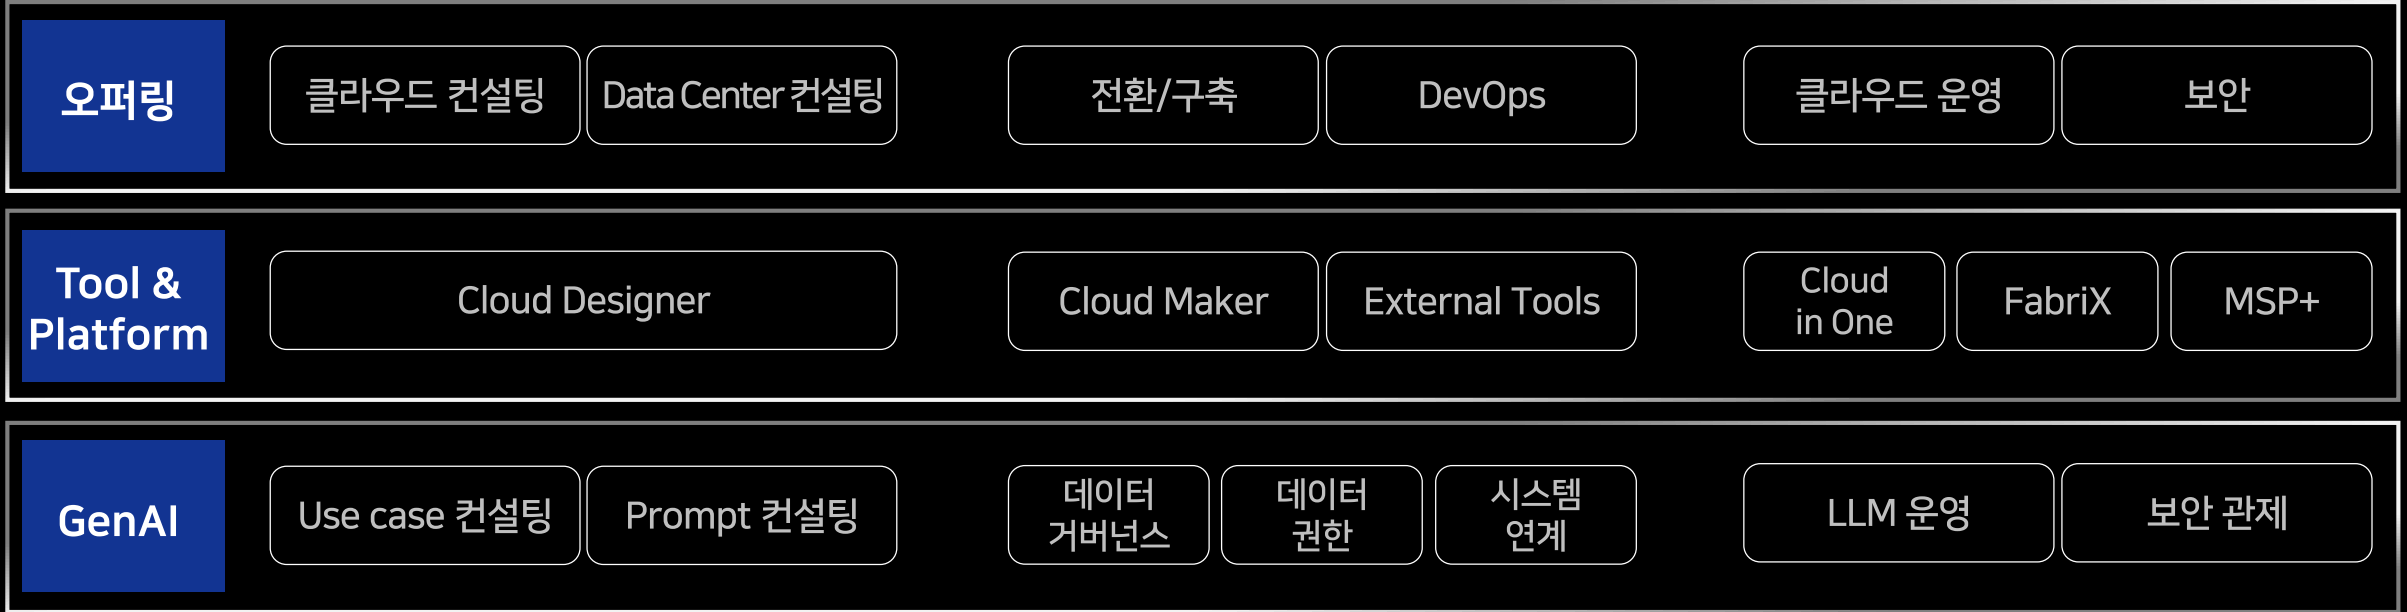 오퍼링
클라우드 컨설팅
Data Center 컨설팅
전환/구축
DevOps
클라우드 운영
보안
Tool &
Platform
Cloud Designer
Cloud Maker
External Tools
Cloud
in One
FabriX
MSP+
GenAI
Use case 컨설팅
Prompt 컨설팅
데이터
거버넌스
데이터
권한
시스템
연계
LLM 운영
보안 관제